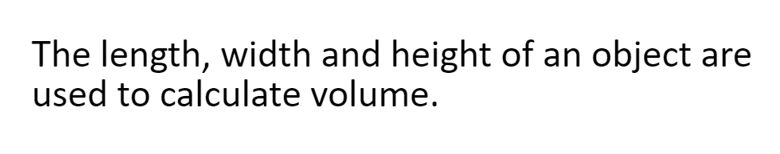 The length, width and height of an object are
used to calculate volume.